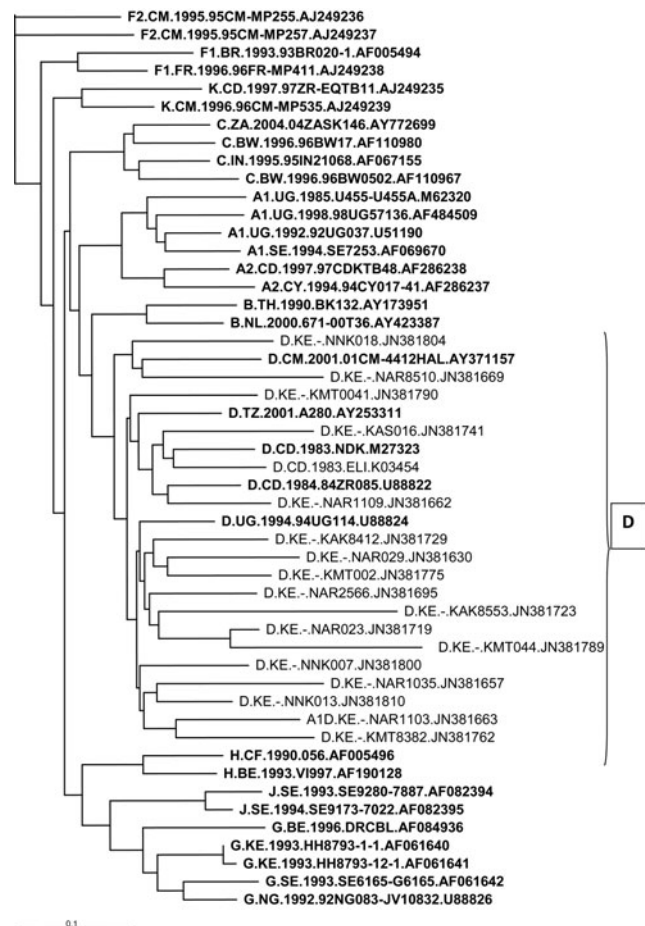 F2.CM.1995.95CM-MP255.AJ249236
F2.CM.1995.95CM-MP257.AJ249237
F1.BR.1993.93BR020-1.AF005494
F1.FR.1996.96FR-MP411.AJ249238
K.CD.1997.97ZR-EQTB11.AJ249235
K.CM.1996.96CM-MP535.AJ249239
C.ZA.2004.04ZASK146.AY772699
C.BW.1996.96BW17.AF110980
C.IN.1995.95IN21068.AF067155
C.BW.1996.96BW0502.AF110967
A1.UG.1985.U455-U455A.M62320
A1.UG.1998.98UG57136.AF484509
A1.UG.1992.92UG037.U51190
A1.SE.1994.SE7253.AF069670
A2.CD.1997.97CDKTB48.AF286238
A2.CY.1994.94CY017-41.AF286237
B.TH.1990.BK132.AY173951
B.NL.2000.671-00T36.AY423387
D.KE.-.NNK018.JN381804
D.CM.2001.01CM-4412HAL.AY371157
D.KE.-.NAR8510.JN381669
D.KE.-.KMT0041.JN381790
D.TZ.2001.A280.AY253311
D.KE.-.KAS016.JN381741
D.CD.1983.NDK.M27323
D.CD.1983.ELI.K03454
D.CD.1984.84ZR085.U88822
D.KE.-.NAR1109.JN381662
D.UG.1994.94UG114.U88824
D
D.KE.-.KAK8412.JN381729
D.KE.-.NAR029.JN381630
D.KE.-.KMT002.JN381775
D.KE.-.NAR2566.JN381695
D.KE.-.KAK8553.JN381723
D.KE.-.NAR023.JN381719
D.KE.-.KMT044.JN381789
D.KE.-.NNK007.JN381800
D.KE.-.NAR1035.JN381657
D.KE.-.NNK013.JN381810
A1D.KE.-.NAR1103.JN381663
D.KE.-.KMT8382.JN381762
H.CF.1990.056.AF005496
H.BE.1993.VI997.AF190128
J.SE.1993.SE9280-7887.AF082394
J.SE.1994.SE9173-7022.AF082395
G.BE.1996.DRCBL.AF084936
G.KE.1993.HH8793-1-1.AF061640
G.KE.1993.HH8793-12-1.AF061641
G.SE.1993.SE6165-G6165.AF061642
G.NG.1992.92NG083-JV10832.U88826
0.1